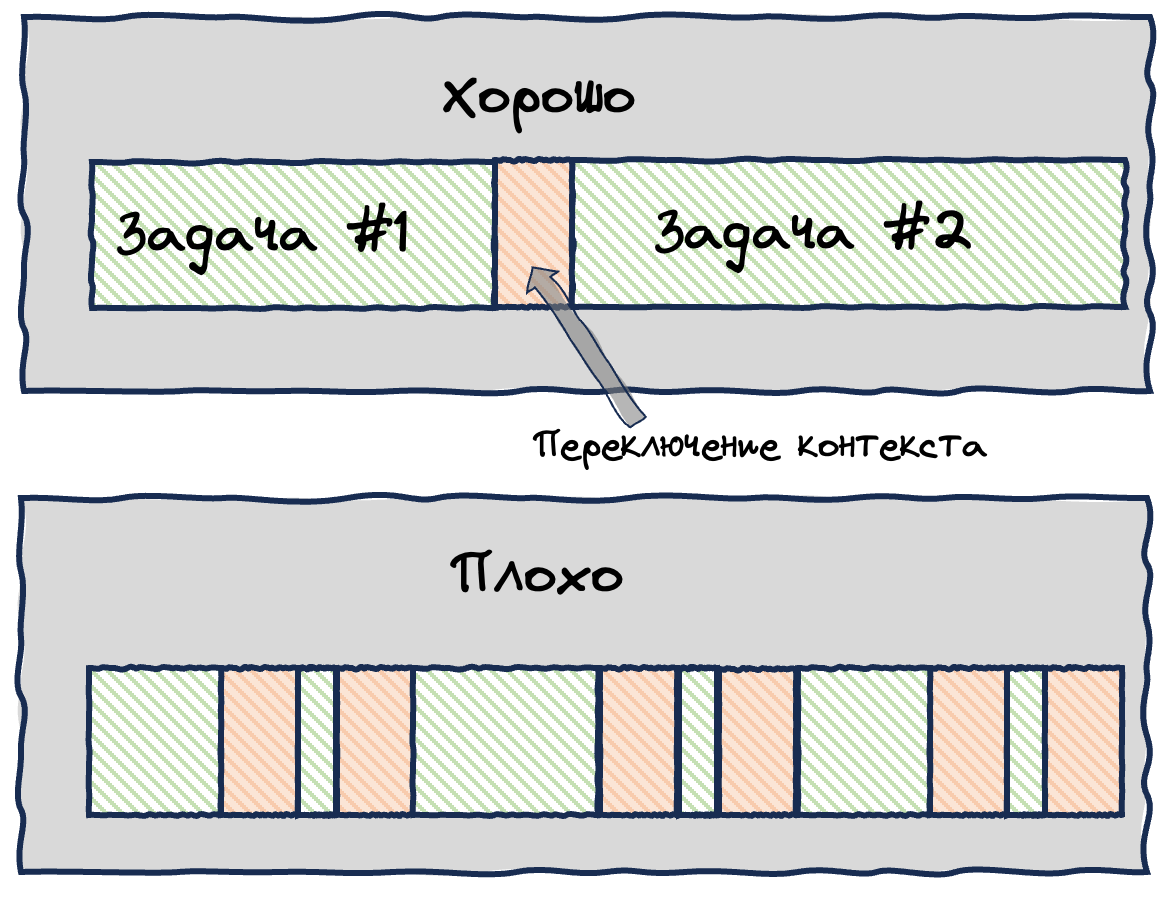 Хорошо
Задача #1
Задача #2
Переключение контекста
Плохо